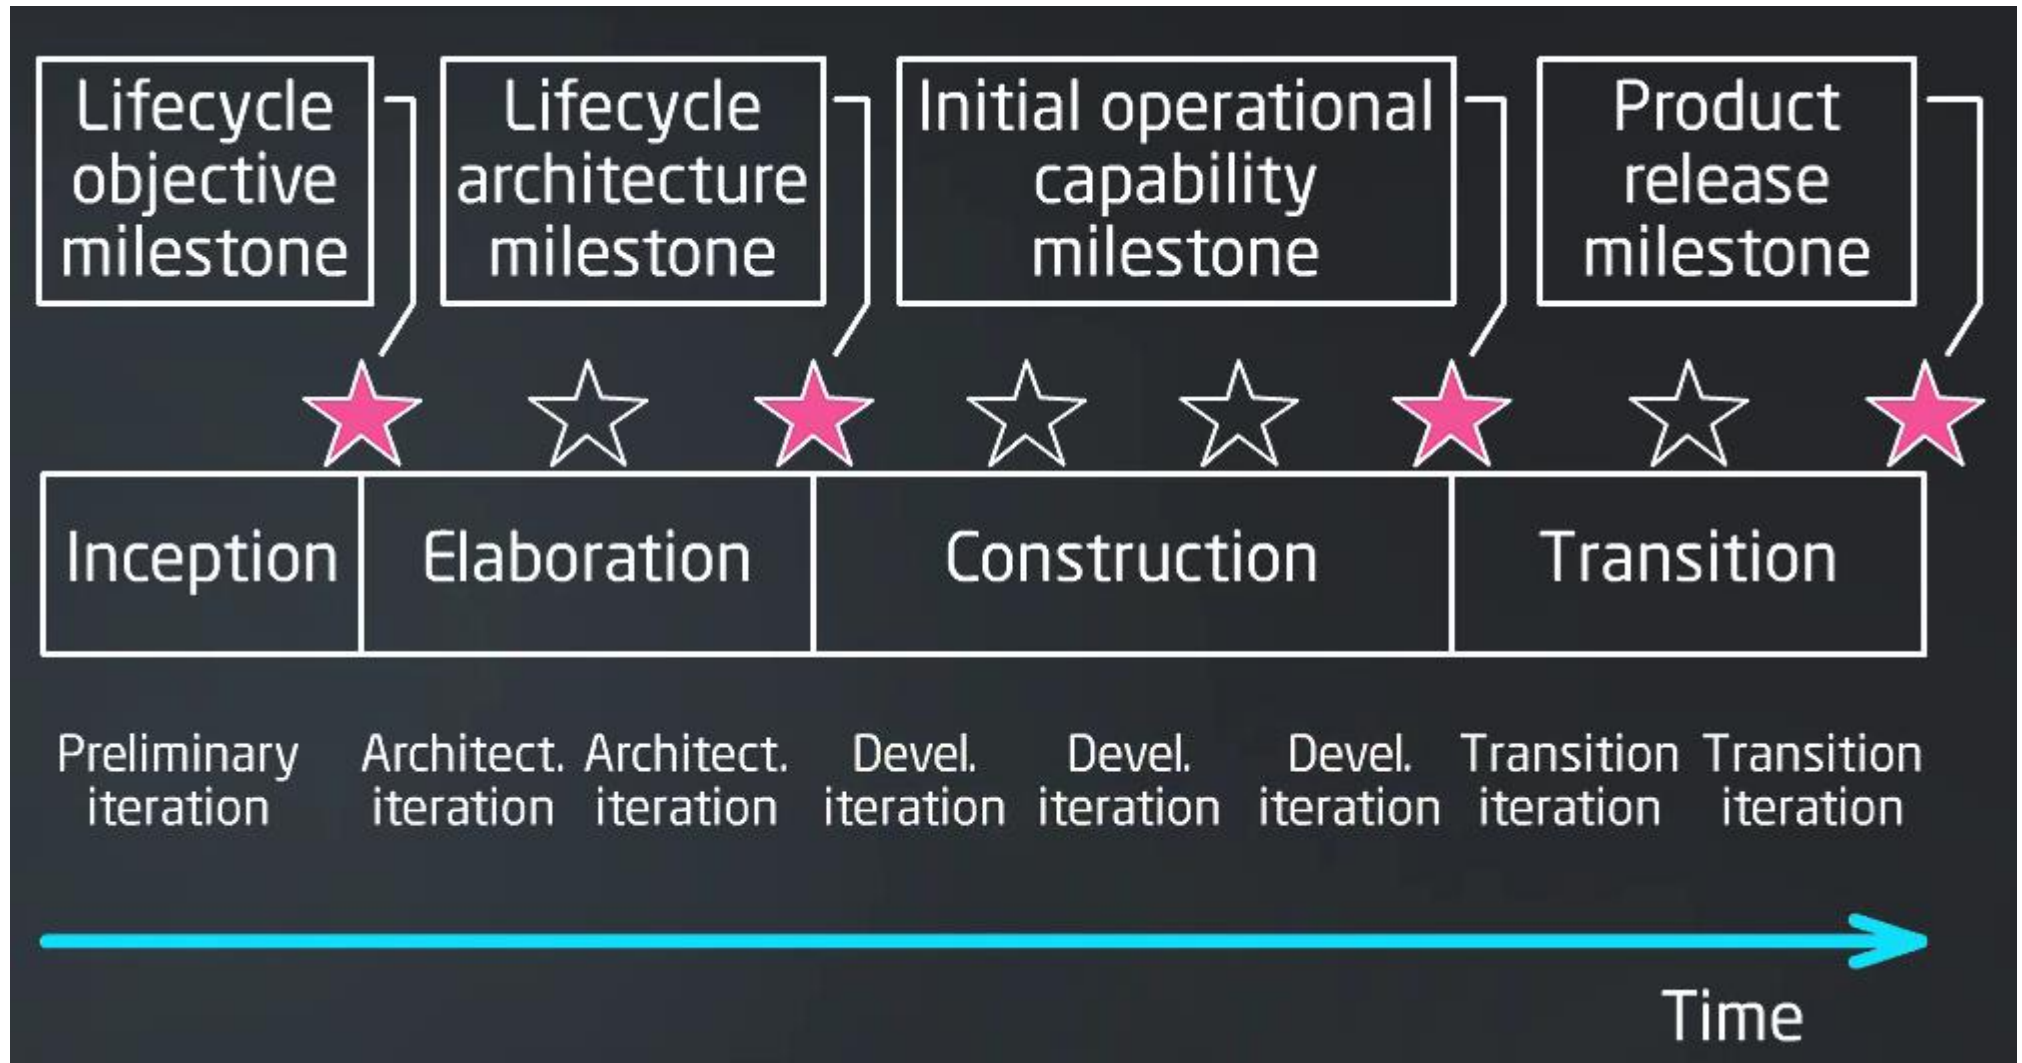 Lifecycle
objective
milestone
Lifecycle
architecture
milestone
Initial operational
capability
milestone
Product
release
milestone
Inception
Elaboration
Construction
Transition
Preliminary
iteration
Architect.
iteration
Architect.
iteration
Devel.
iteration
Devel.
iteration
Devel.
iteration
Transition
iteration
Transition
iteration
Time